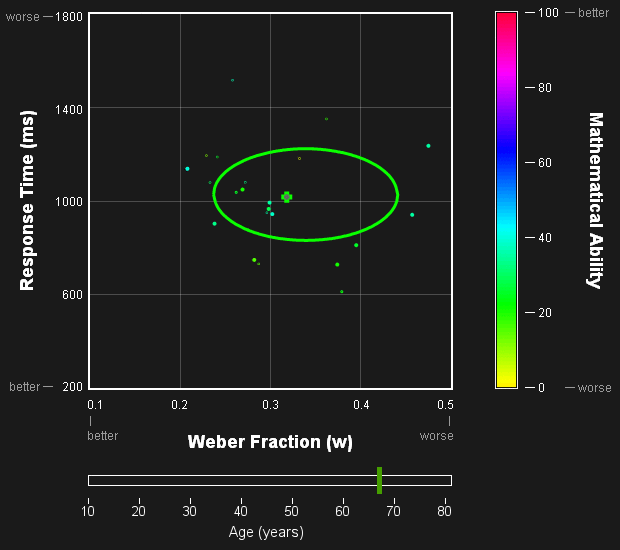 worse
1800
1400
1000
600
200
better
Response Time (ms)
0.1 0.2 0.3 0.4 0.5
better
worse
Weber Fraction (w)
100
80
60
40
20
0
better
worse
Mathematical Ability
10 20 30 40 50 60 70 80
Age (years)